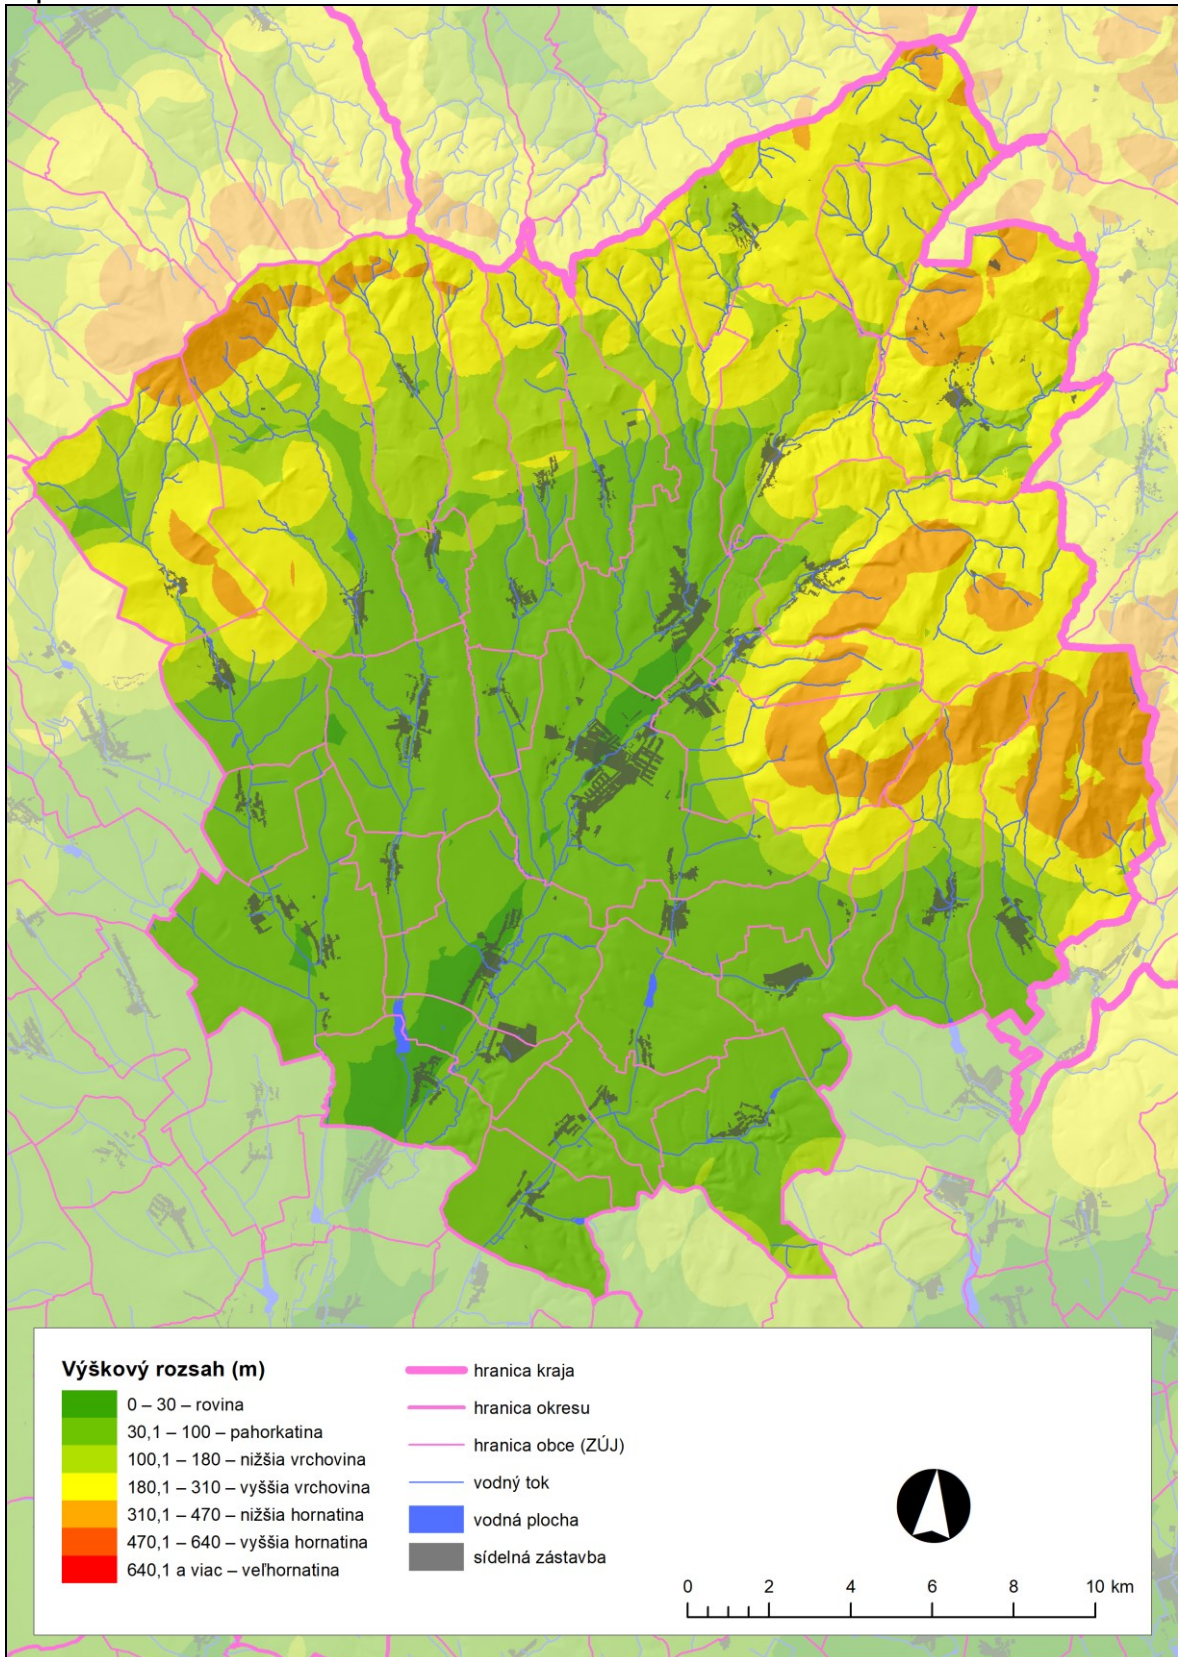 Výškový rozsah (m)
0 – 30 – rovina
30,1 – 100 – pahorkatina
100,1 – 180 – nižšia vrchovina
180,1 – 310 – vyššia vrchovina
310,1 – 470 – nižšia hornatina
470,1 – 640 – vyššia hornatina
640,1 a viac – veľhornatina
hranica kraja
hranica okresu
hranica obce (ZÚJ)
vodný tok
vodná plocha
sídelná zástavba
0 2 4 6 8 10 km